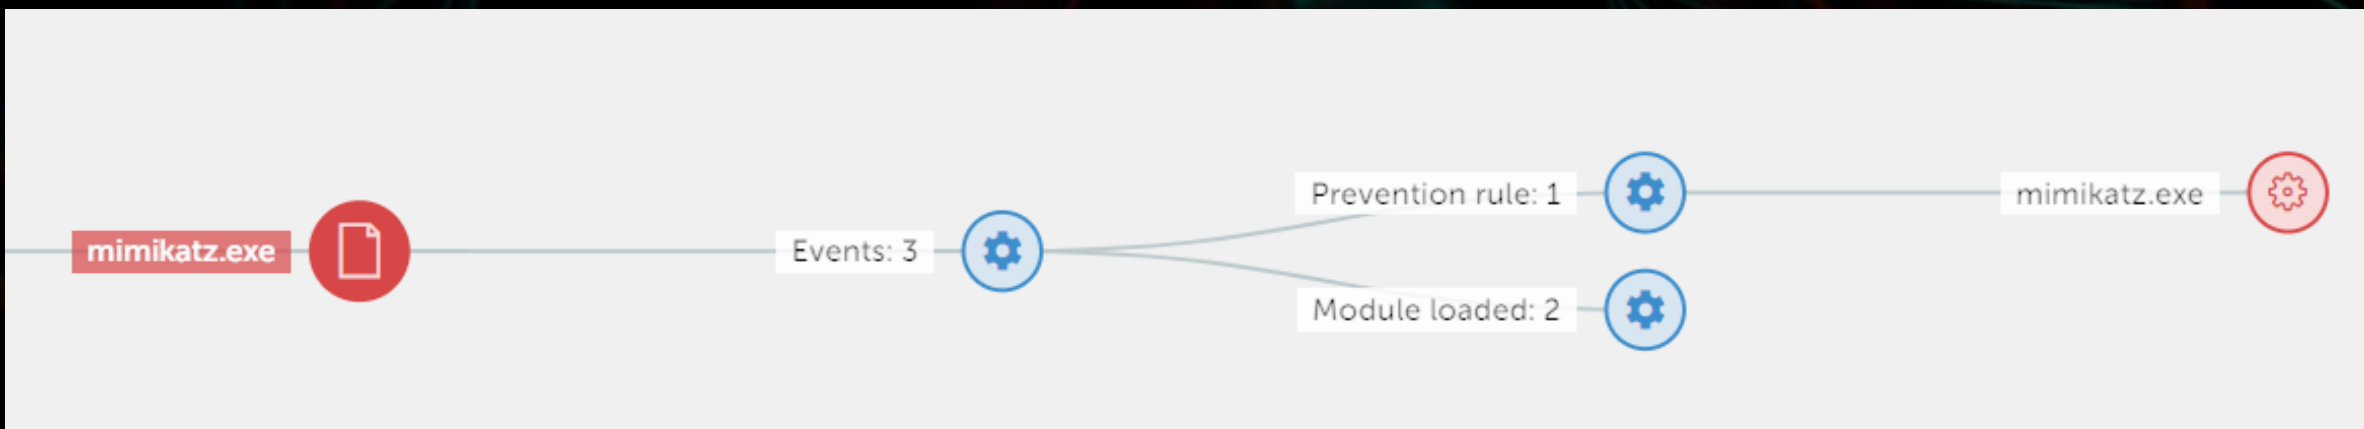 mimikatz.exe
Events: 3
Prevention rule: 1
mimikatz.exe
Module loaded: 2